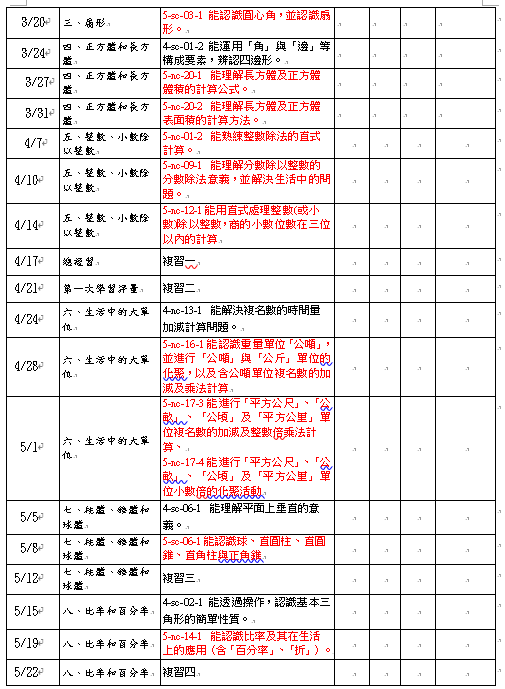 3/20
三、扇形
5-sc-03-1 能認識圓心角，並認識扇
形。
3/24
四、正方體和長方
體
4-sc-01-2 能運用「角」與「邊」等
構成要素，辨認四邊形。
3/27
四、正方體和長方
體
5-nc-20-1 能理解長方體及正方體
體積的計算公式。
3/31
四、正方體和長方
體
5-nc-20-2 能理解長方體及正方體
表面積的計算方法。
4/7
五、整數、小數除
以整數
5-nc-01-2 能熟練整數除法的直式
計算。
4/10
五、整數、小數除
以整數
5-nc-09-1 能理解分數除以整數的
分數除法意義，並解決生活中的問
題。
4/14
五、整數、小數除
以整數
5-nc-12-1能用直式處理整數(或小
數)除以整數，商的小數位數在三位
以內的計算
4/17
總複習
複習一
4/21
第一次學習評量
複習二
4/24
六、生活中的大單
位
4-nc-13-1 能解決複名數的時間量
加減計算問題。
4/28
六、生活中的大單
位
5-nc-16-1能認識重量單位「公噸」，
並進行「公噸」與「公斤」單位的
化聚，以及含公噸單位複名數的加
減及乘法計算
5/1
六、生活中的大單
位
5-nc-17-3能進行「平方公尺」、「公
畝」、「公頃」及「平方公里」單
位複名數的加減及整數倍乘法計
算、
5-nc-17-4能進行「平方公尺」、「公
畝」、「公頃」及「平方公里」單
位小數倍的化聚活動
5/5
七、柱體、錐體和
球體
4-sc-06-1 能理解平面上垂直的意
義。
5/8
七、柱體、錐體和
球體
5-sc-06-1能認識球、直圓柱、直圓
錐、直角柱與正角錐
5/12
七、柱體、錐體和
球體
複習三
5/15
八、比率和百分率
4-sc-02-1 能透過操作，認識基本三
角形的簡單性質。
5/19
八、比率和百分率
5-nc-14-1 能認識比率及其在生活
上的應用（含「百分率」、「折」）。
5/22
八、比率和百分率
複習四